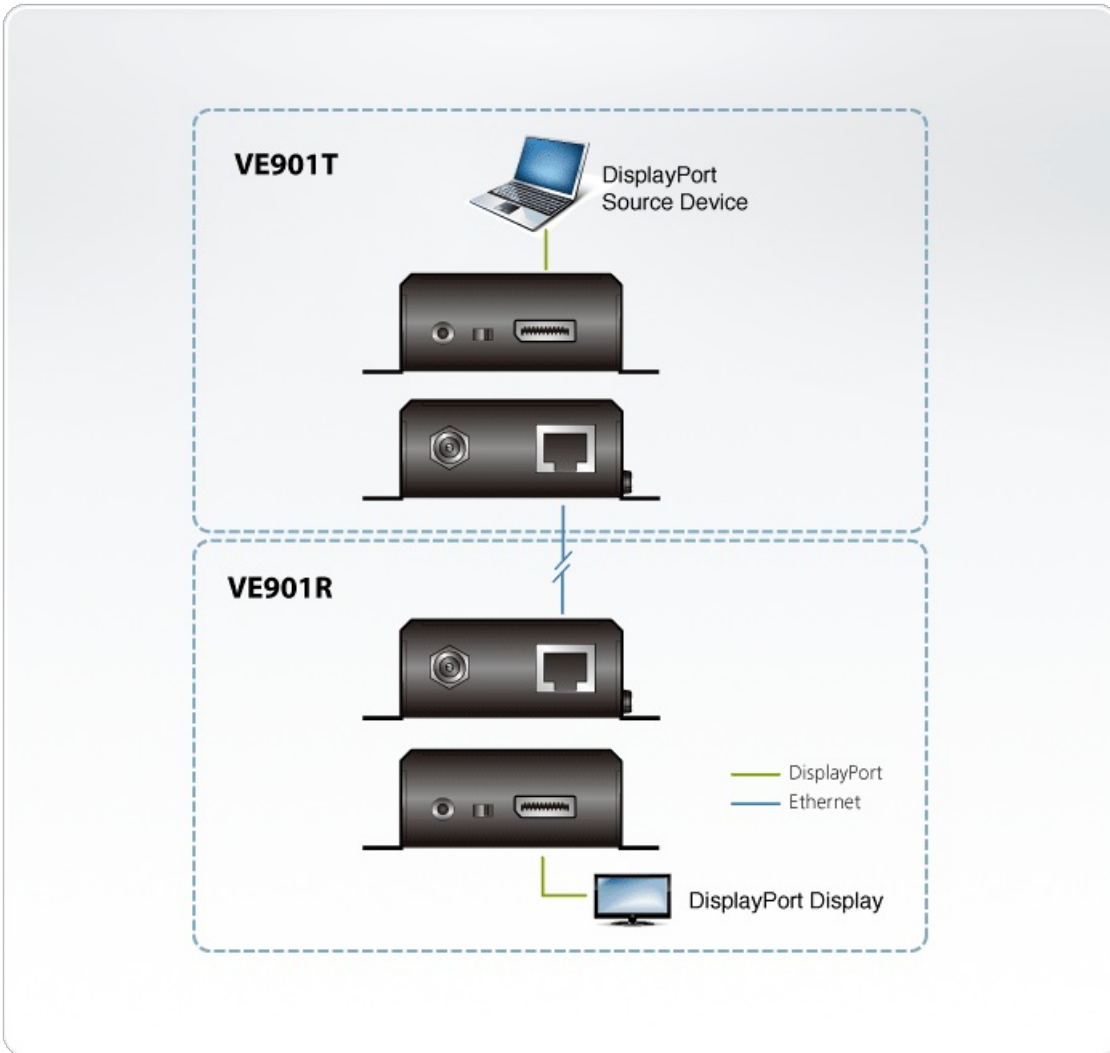 VE901T
DisplayPort
Source Device
VE901R
DisplayPort
Ethernet
DisplayPort Display